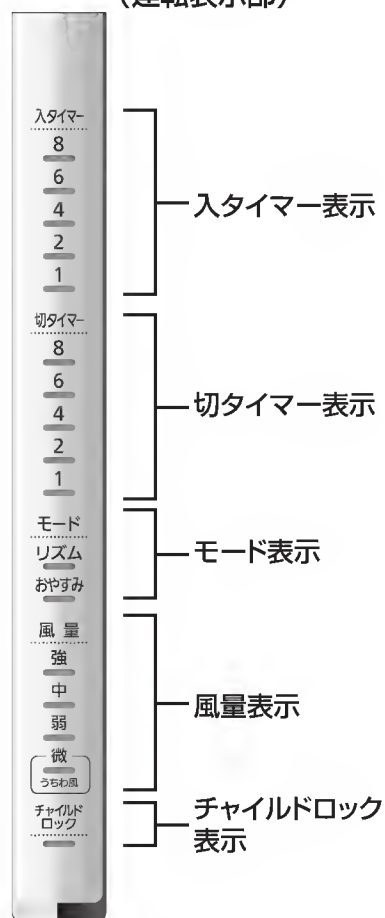 (運転表示部)
入タイマー
8
6
4
2
1
入タイマー表示
切タイマー
8
6
4
2
1
切タイマー表示
モード
リズム
おやすみ
モード表示
風量
強
中
弱
微
うちわ風
風量表示
チャイルド
ロック
チャイルドロック
表示